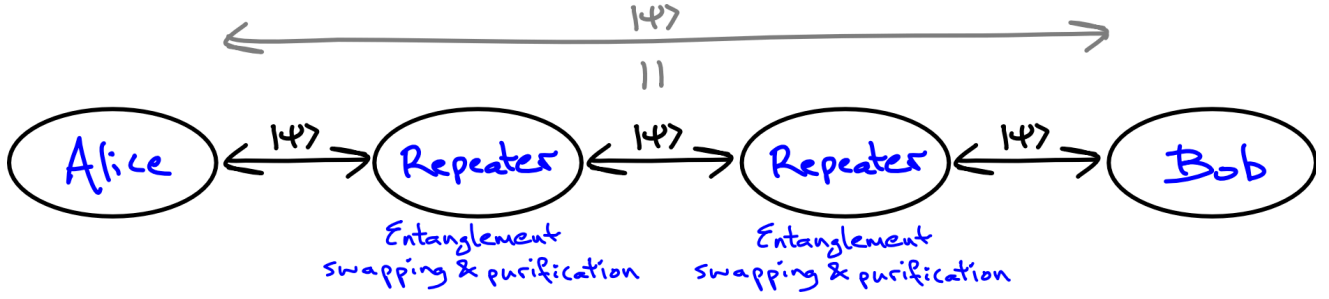 |Ψ⟩
||
Alice |Ψ⟩ Repeater |Ψ⟩ Repeater |Ψ⟩ Bob
Entanglement Entanglement
swapping & purification swapping & purification